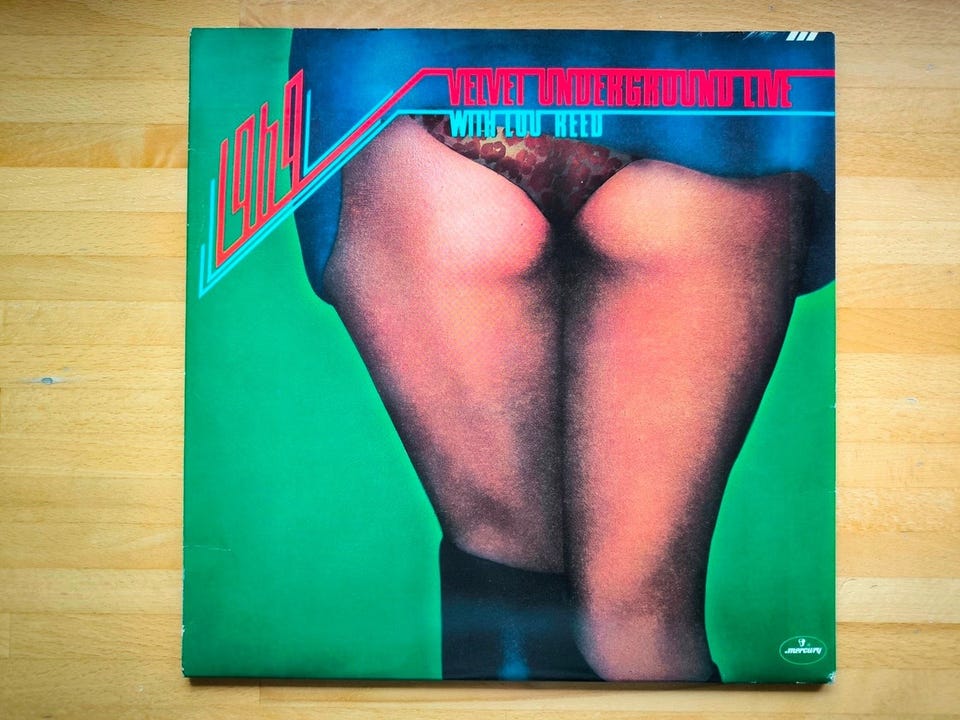 1969
VELVET UNDERGROUND LIVE
WITH LOU REED
mercury